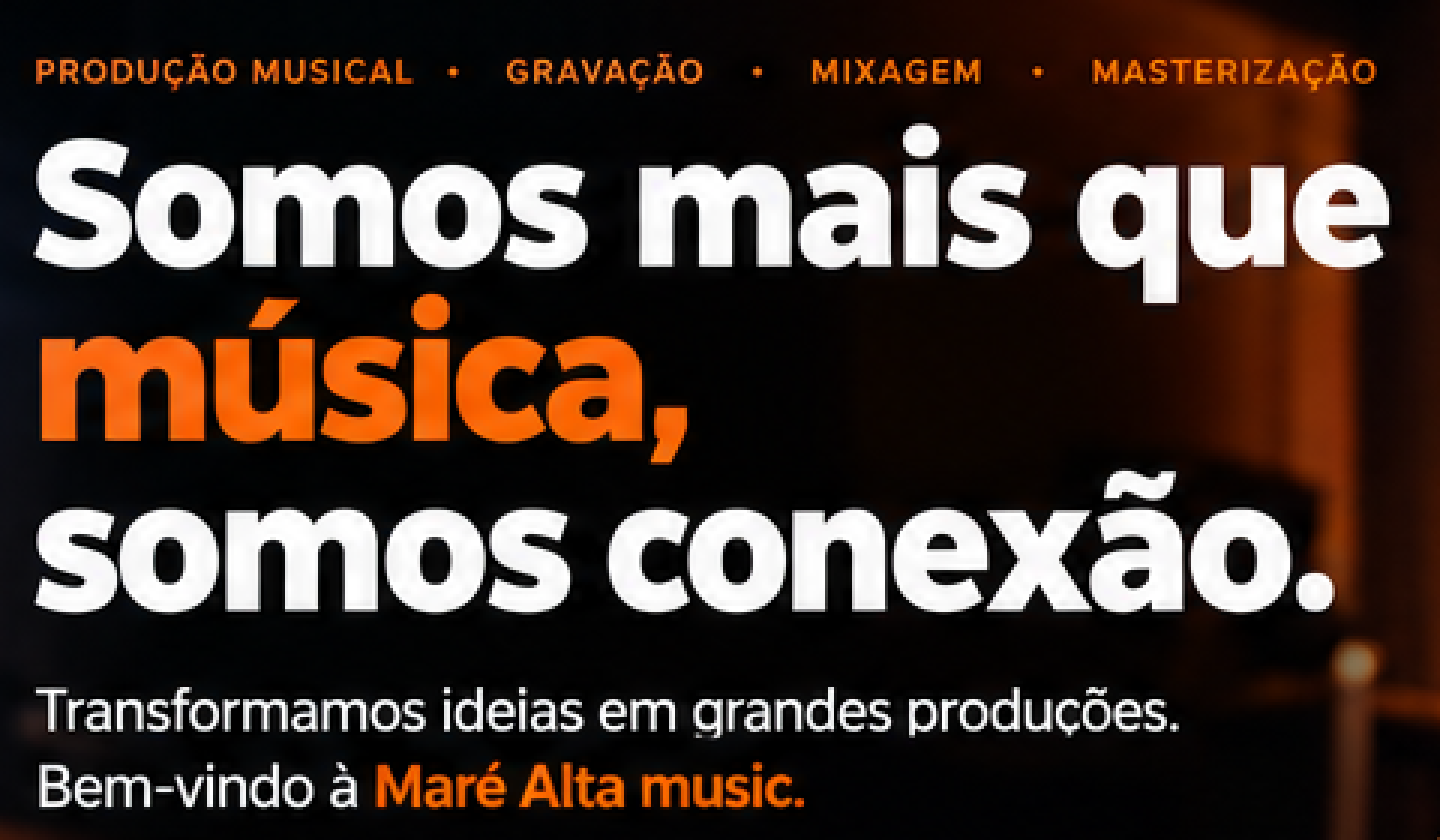 PRODUÇÃO MUSICAL • GRAVAÇÃO • MIXAGEM • MASTERIZAÇÃO
Somos mais que
música,
somos conexão.
Transformamos ideias em grandes produções.
Bem-vindo à Maré Alta music.